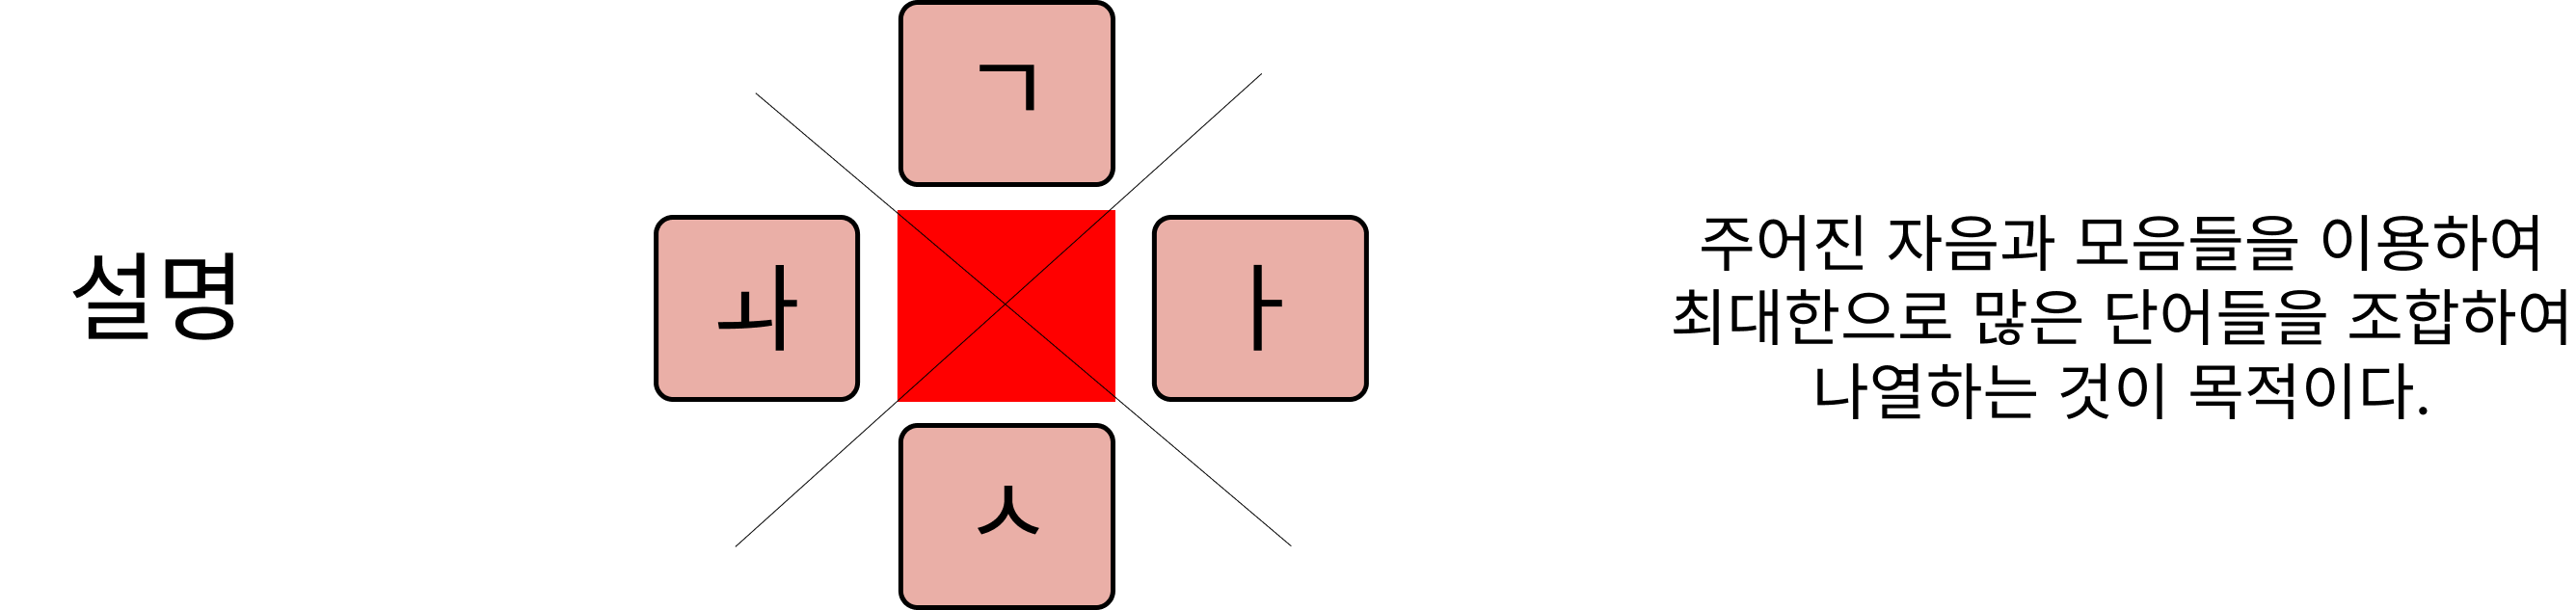 설명
ㄱ
ㅘ
ㅏ
ㅅ
주어진 자음과 모음들을 이용하여
최대한으로 많은 단어들을 조합하여
나열하는 것이 목적이다.